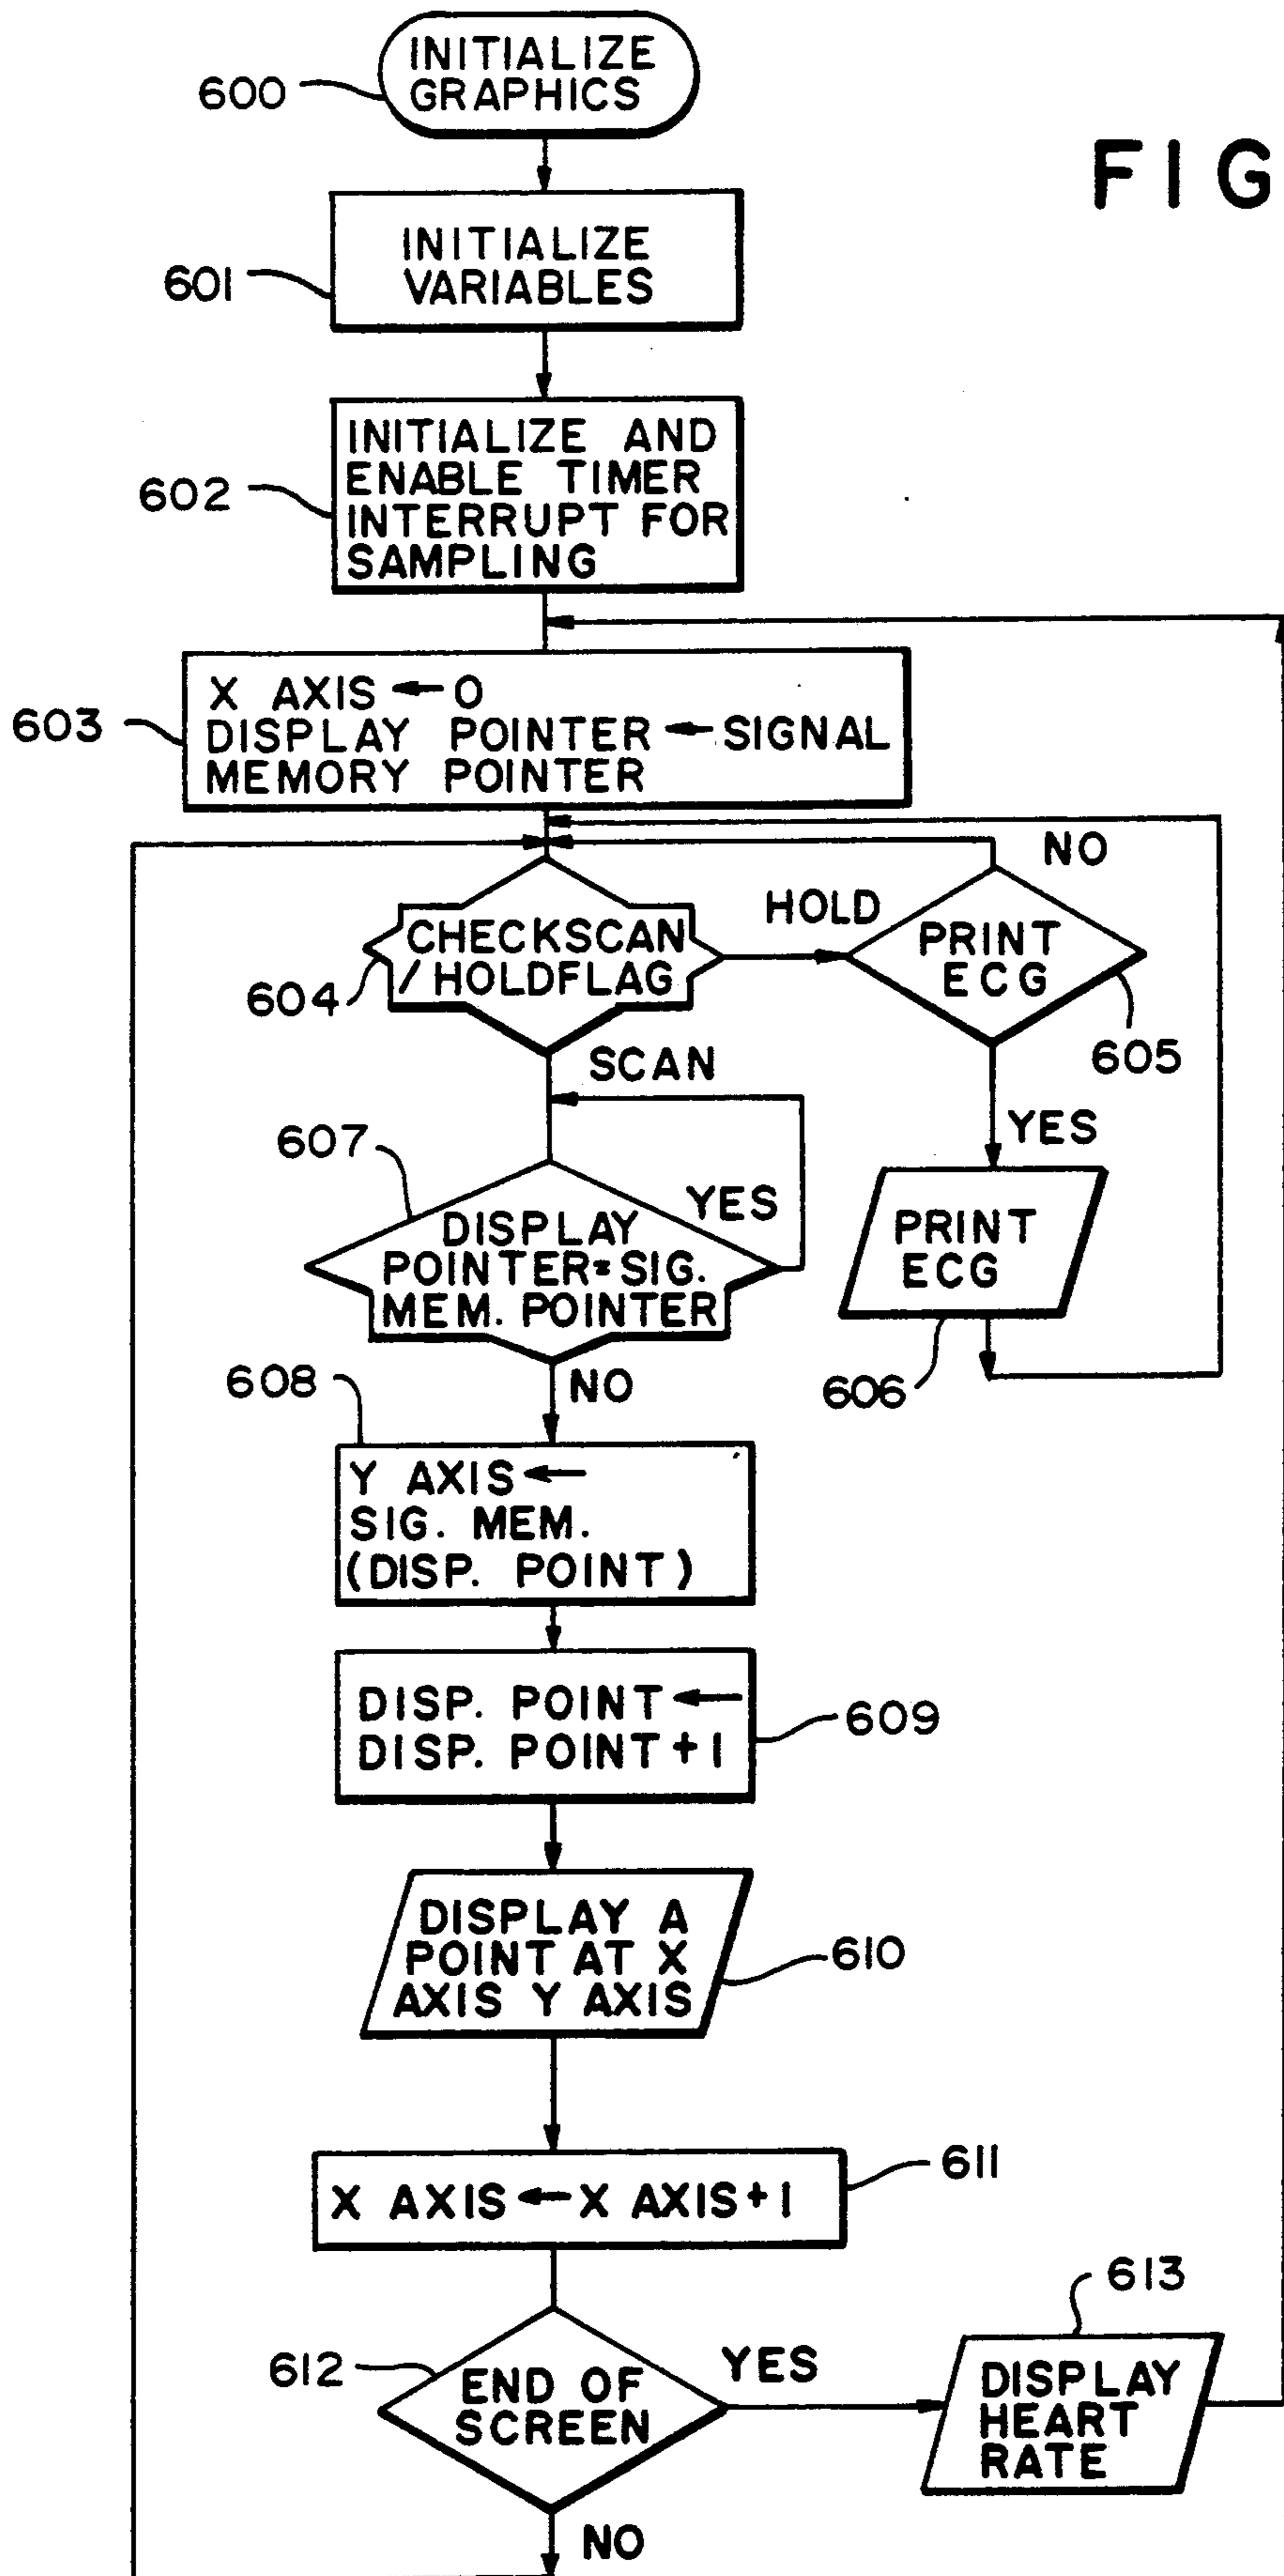 INITIALIZE
GRAPHICS
600
FIG
INITIALIZE
VARIABLES
601
INITIALIZE AND
ENABLE TIMER
INTERRUPT FOR
SAMPLING
602
X AXIS ← 0
DISPLAY POINTER ← SIGNAL
MEMORY POINTER
603
NO
HOLD
CHECKSCAN
/ HOLDFLAG
604
PRINT
ECG
605
SCAN
YES
607
YES
DISPLAY
POINTER=SIG.
MEM. POINTER
PRINT
ECG
606
NO
608
Y AXIS ←
SIG. MEM.
(DISP. POINT)
DISP. POINT ←
DISP. POINT + 1
609
DISPLAY A
POINT AT X
AXIS Y AXIS
610
X AXIS ← X AXIS + 1
611
612
END OF
SCREEN
YES
613
DISPLAY
HEART
RATE
NO